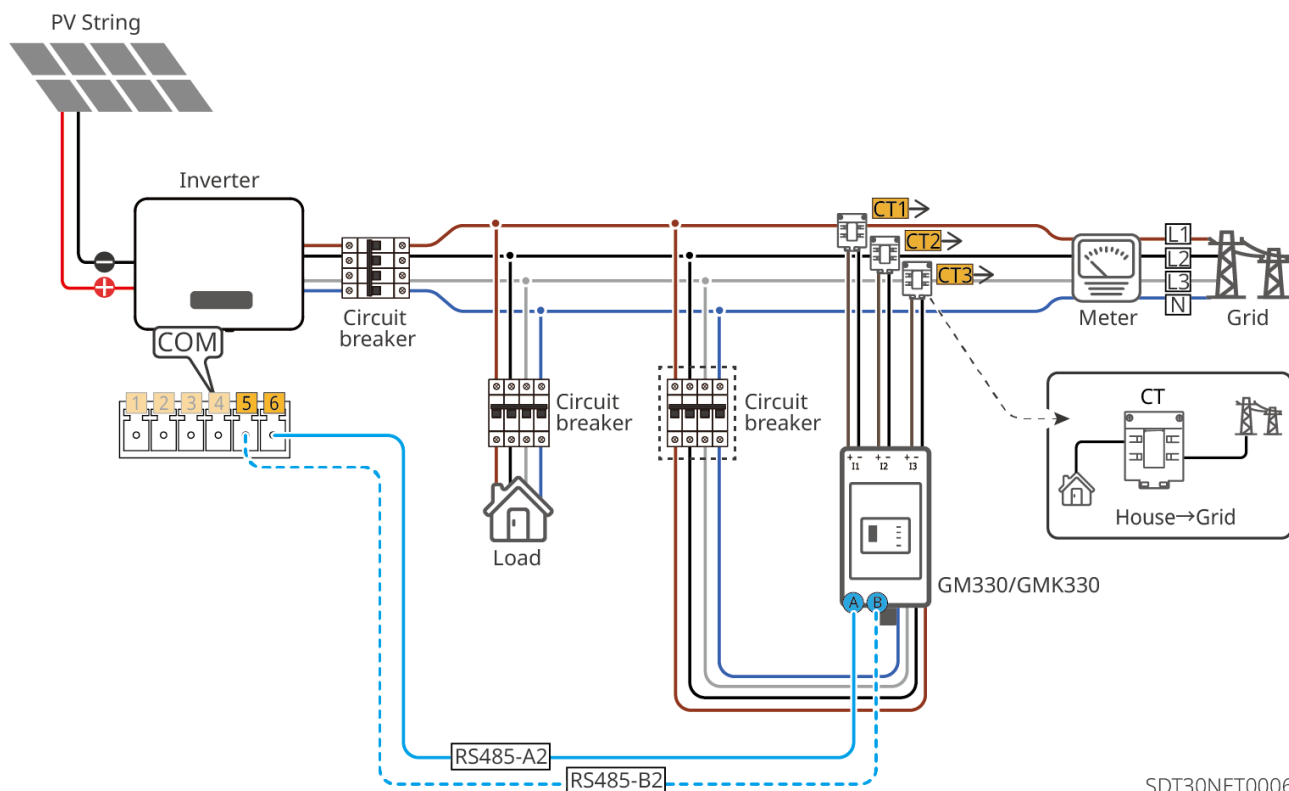 PV String
Inverter
CT1
CT2
CT3
L1
L2
L3
N
Circuit
breaker
Meter
Grid
COM
1 2 3 4 5 6
Circuit
breaker
Circuit
breaker
CT
House→Grid
+ - + - + -
I1 I2 I3
Load
GM330/GMK330
A B
RS485-A2
RS485-B2
SDT30NET0006